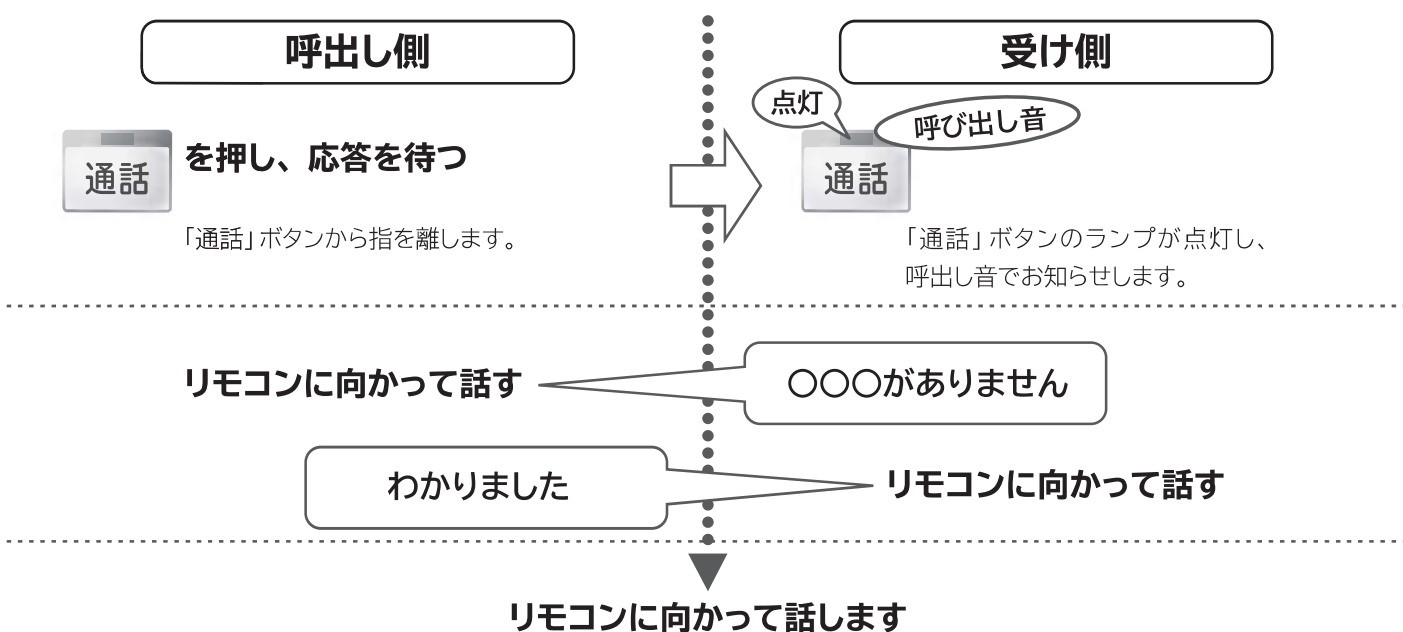 呼出し側
受け側
点灯
呼び出し音
通話
を押し、応答を待つ
通話
「通話」ボタンから指を離します。
「通話」ボタンのランプが点灯し、
呼出し音でお知らせします。
リモコンに向かって話す
○○○がありません
わかりました
リモコンに向かって話す
リモコンに向かって話します